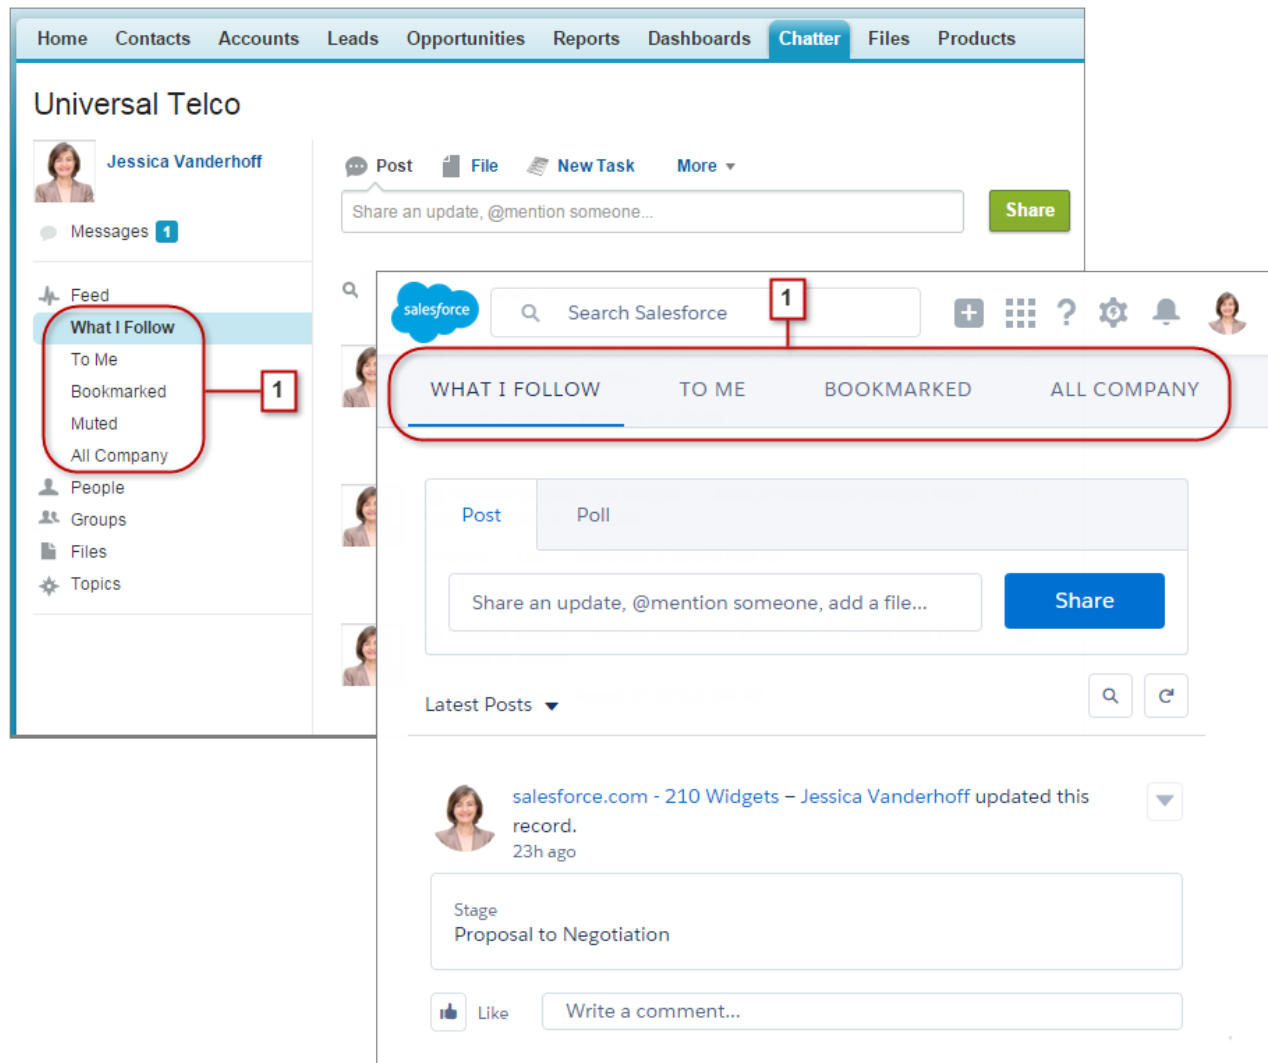 Home Contacts Accounts Leads Opportunities Reports Dashboards Chatter Files Products
Universal Telco
Jessica Vanderhoff
Messages 1
Feed
What I Follow
To Me
Bookmarked
Muted
All Company
1
People
Groups
Files
Topics
Post File New Task More
Share an update, @mention someone...
Share
salesforce
Search Salesforce
1
?
WHAT I FOLLOW TO ME BOOKMARKED ALL COMPANY
Post Poll
Share an update, @mention someone, add a file...
Share
Latest Posts
salesforce.com - 210 Widgets – Jessica Vanderhoff updated this
record.
23h ago
Stage
Proposal to Negotiation
Like
Write a comment...